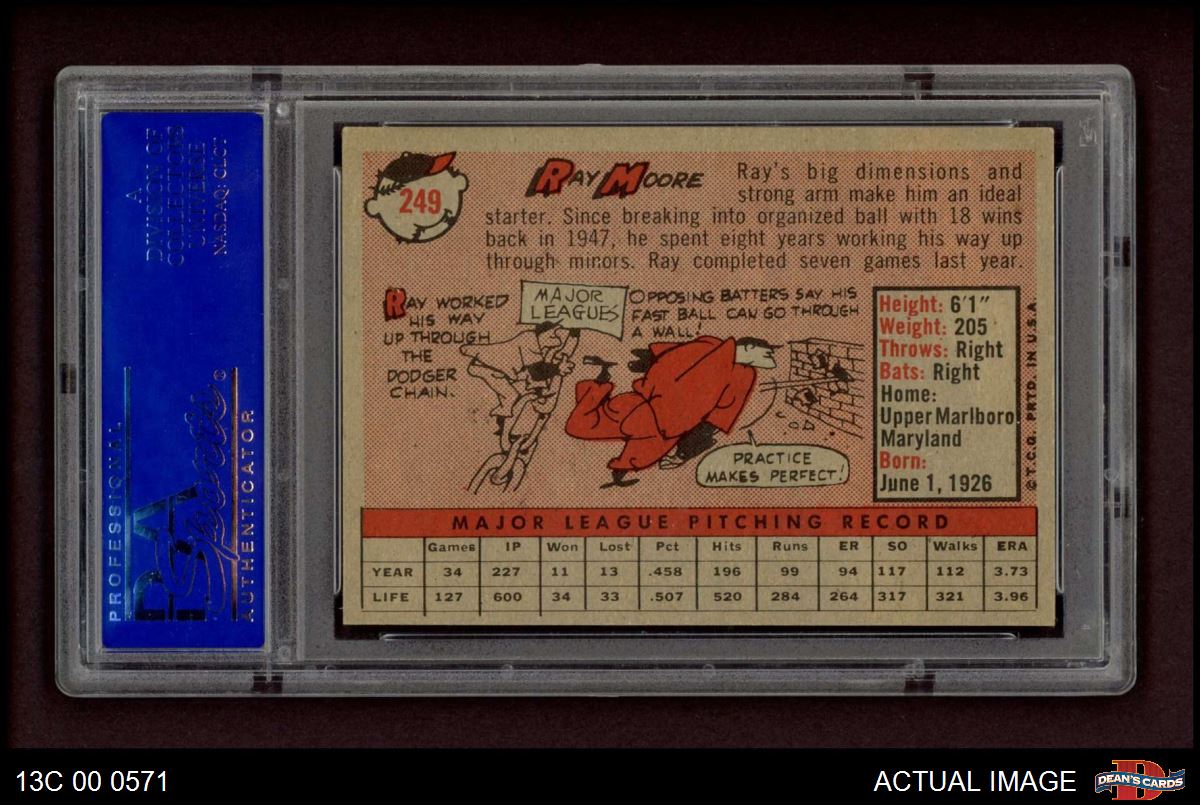 A
DIVISION OF
COLLECTORS
UNIVERSE
NASDAQ: CLCT
PROFESSIONAL
PSA
Sports®
AUTHENTICATOR
249
RAY MOORE
Ray's big dimensions and
strong arm make him an ideal
starter. Since breaking into organized ball with 18 wins
back in 1947, he spent eight years working his way up
through minors. Ray completed seven games last year.
RAY WORKED
HIS WAY
UP THROUGH
THE
DODGER
CHAIN.
MAJOR
LEAGUES
OPPOSING BATTERS SAY HIS
FAST BALL CAN GO THROUGH
A WALL!
PRACTICE
MAKES PERFECT!
Height: 6'1"
Weight: 205
Throws: Right
Bats: Right
Home:
Upper Marlboro
Maryland
Born:
June 1, 1926
© T.C.G. PRTD. IN U.S.A.
MAJOR LEAGUE PITCHING RECORD
Games IP Won Lost Pct Hits Runs ER SO Walks ERA
YEAR 34 227 11 13 .458 196 99 94 117 112 3.73
LIFE 127 600 34 33 .507 520 284 264 317 321 3.96
13C 00 0571
ACTUAL IMAGE
DEAN'S CARDS